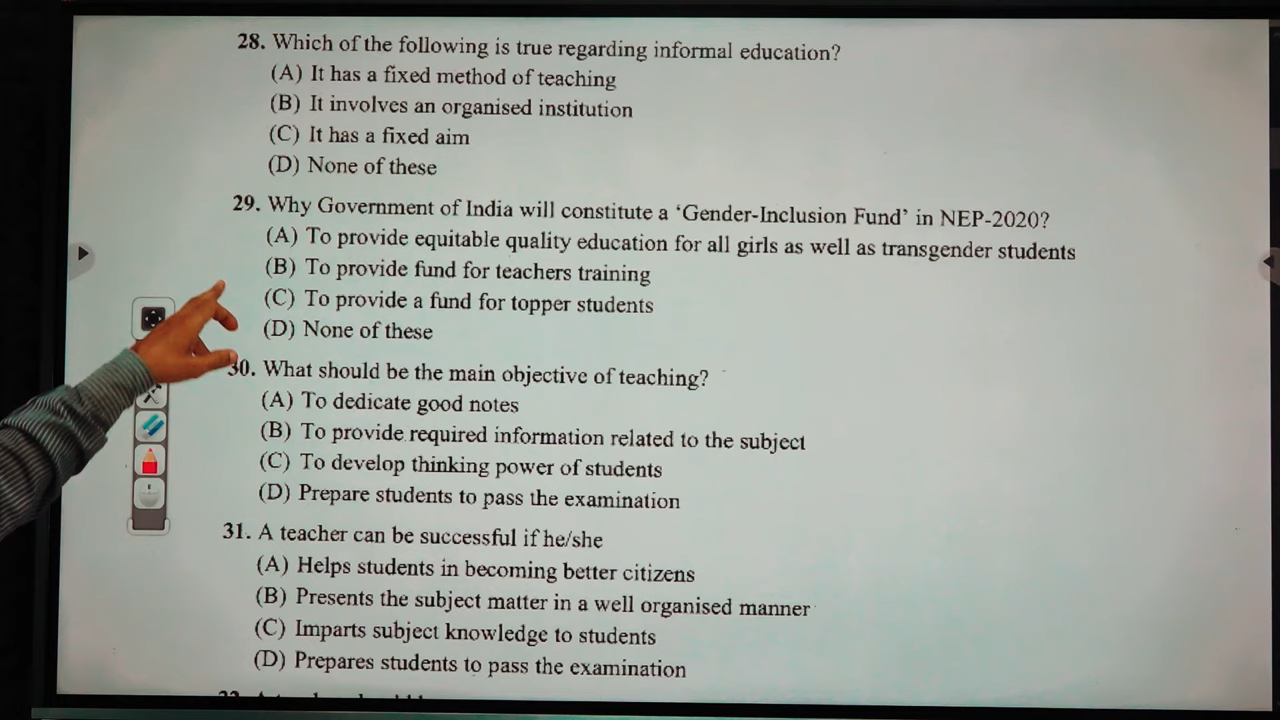 28. Which of the following is true regarding informal education?
(A) It has a fixed method of teaching
(B) It involves an organised institution
(C) It has a fixed aim
(D) None of these
29. Why Government of India will constitute a ‘Gender-Inclusion Fund’ in NEP-2020?
(A) To provide equitable quality education for all girls as well as transgender students
(B) To provide fund for teachers training
(C) To provide a fund for topper students
(D) None of these
30. What should be the main objective of teaching?
(A) To dedicate good notes
(B) To provide required information related to the subject
(C) To develop thinking power of students
(D) Prepare students to pass the examination
31. A teacher can be successful if he/she
(A) Helps students in becoming better citizens
(B) Presents the subject matter in a well organised manner
(C) Imparts subject knowledge to students
(D) Prepares students to pass the examination